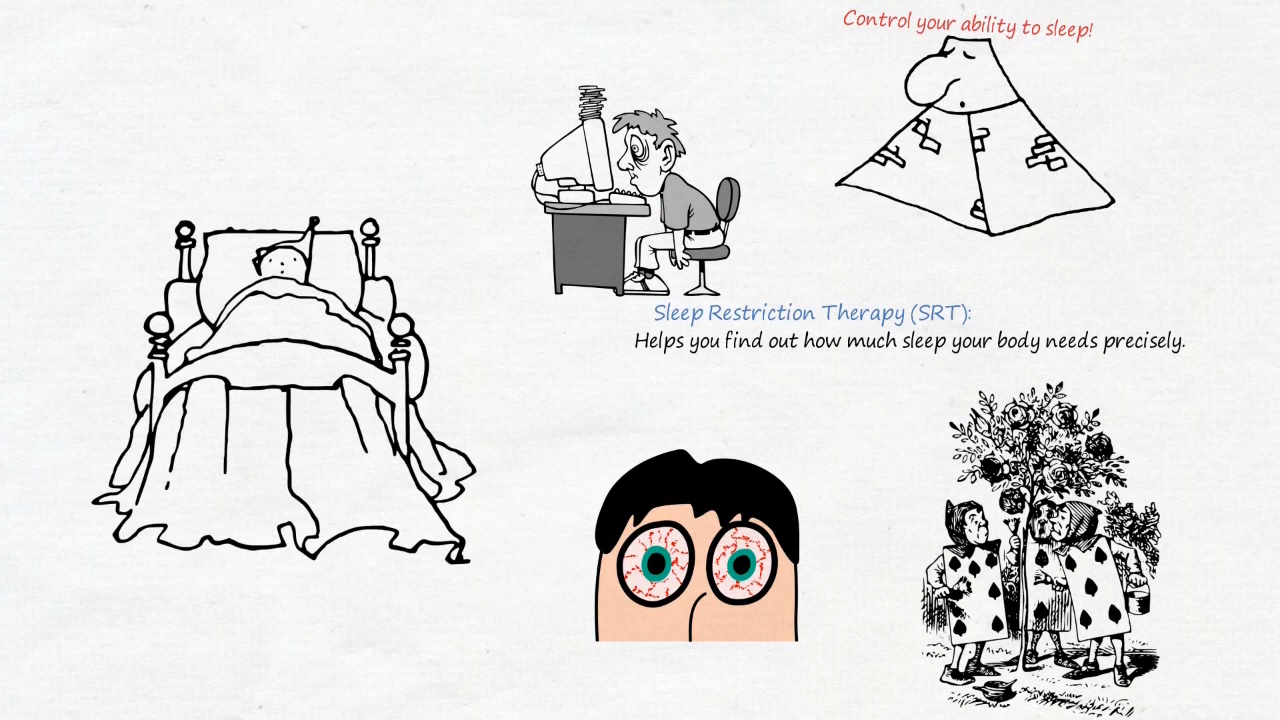 Control your ability to sleep!
Sleep Restriction Therapy (SRT):
Helps you find out how much sleep your body needs precisely.